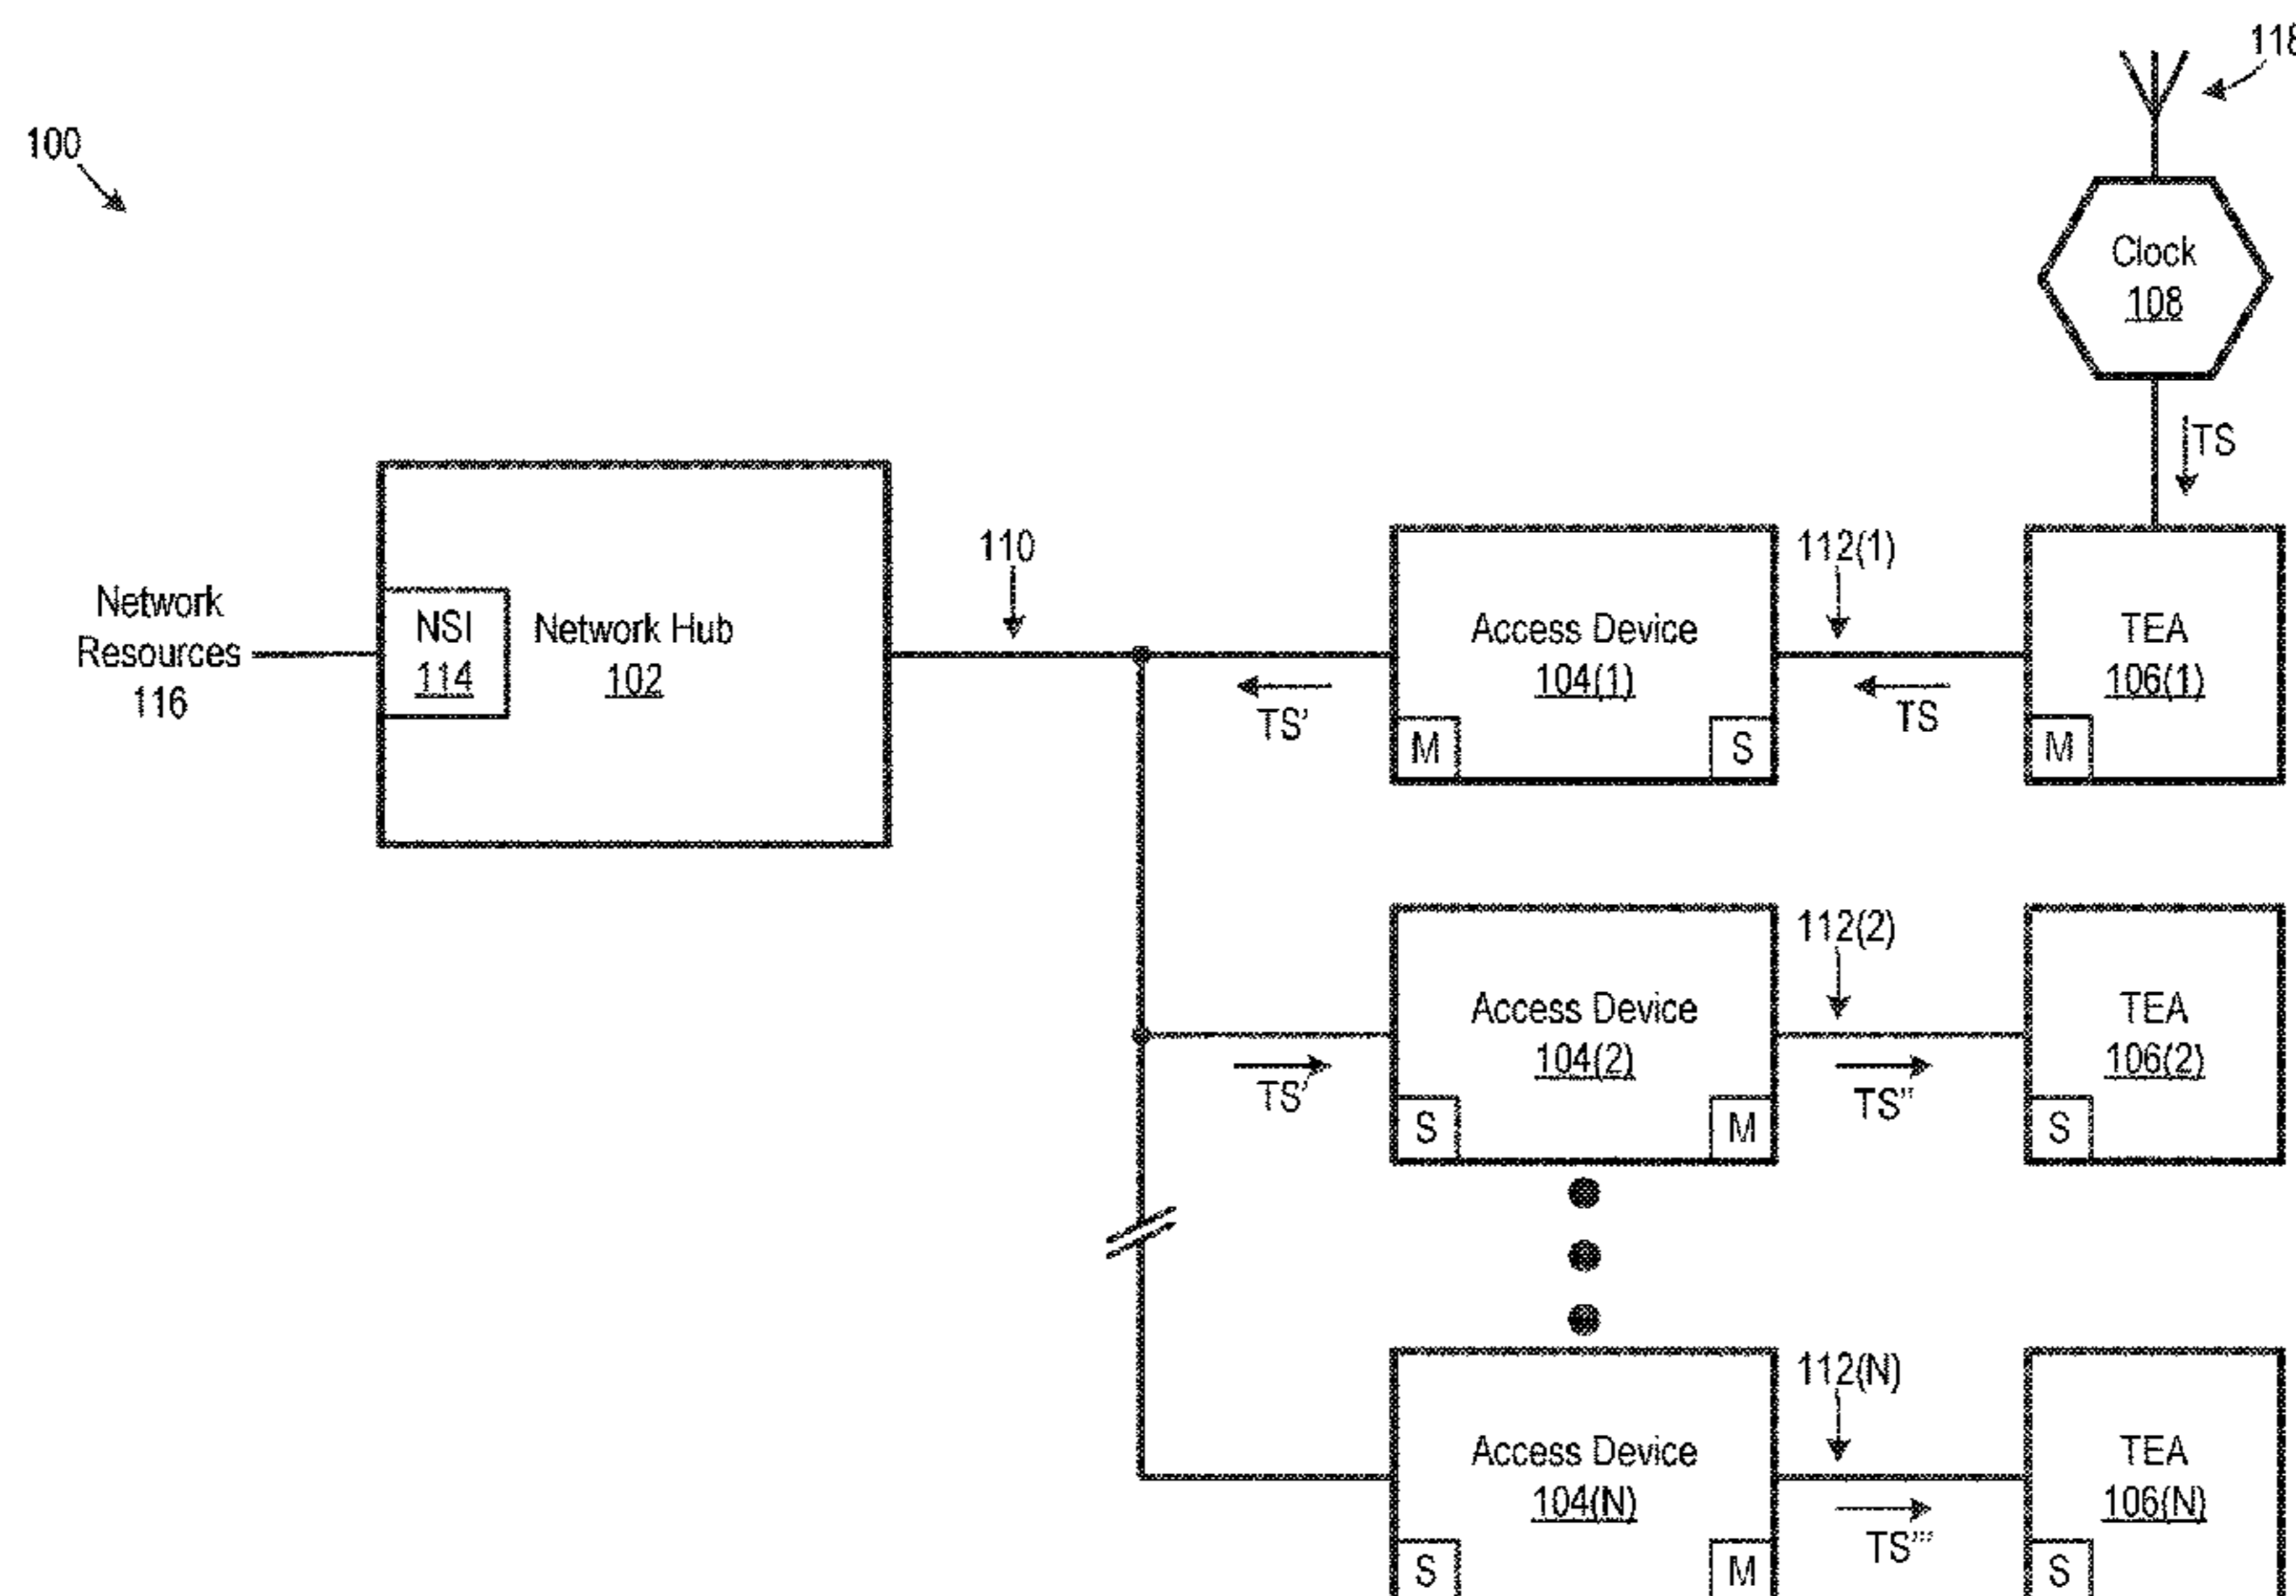 118
100
Clock
108
TS
110
112(1)
Network
Resources
116
NSI
114
Network Hub
102
Access Device
104(1)
TEA
106(1)
TS'
TS
M
S
M
112(2)
Access Device
104(2)
TEA
106(2)
TS'
TS"
S
M
S
112(N)
Access Device
104(N)
TEA
106(N)
TS'''
S
M
S